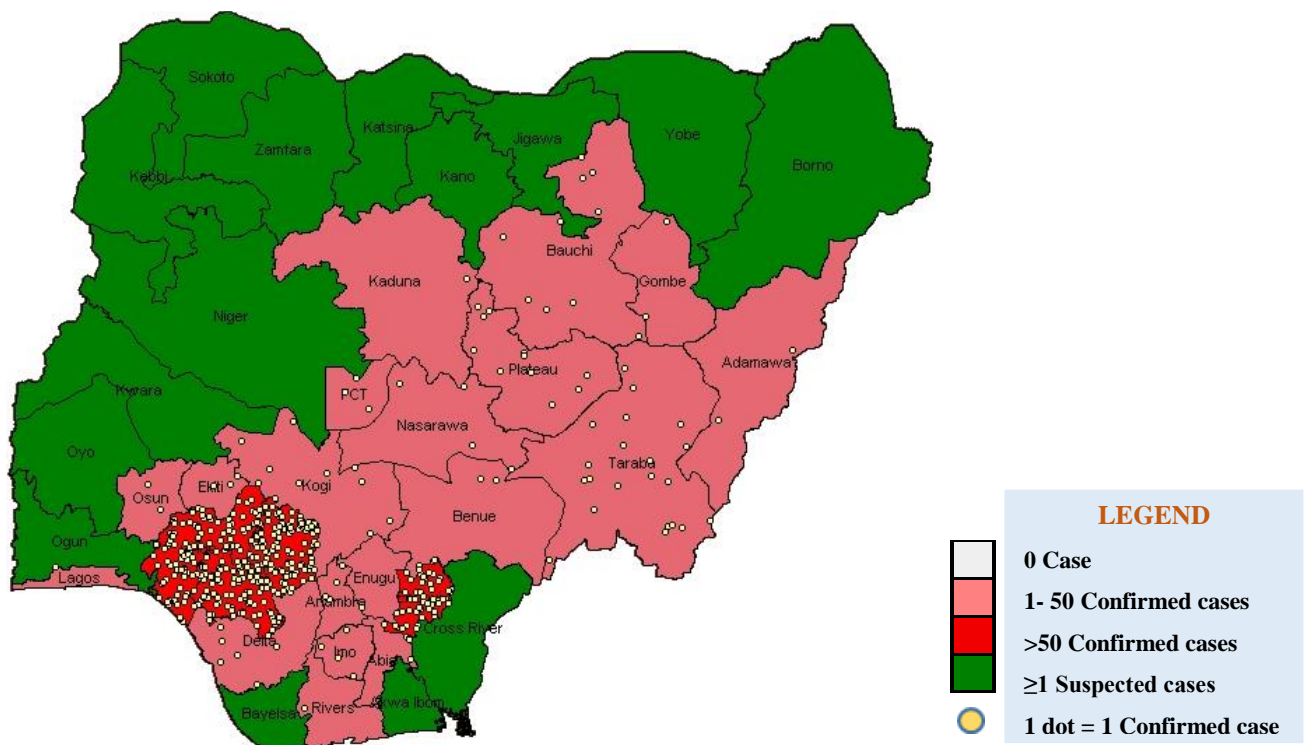 Sokoto
Katsina
Jigawa
Yobe
Zamfara
Borno
Kebbi
Kano
Bauchi
Kaduna
Gombe
Niger
Adamawa
Plateau
Kwara
FCT
Nasarawa
Oyo
Taraba
Ekiti
Kogi
Osun
Benue
Ogun
Lagos
Enugu
Anambra
Cross River
Delta
Imo
Abia
Akwa Ibom
Rivers
Bayelsa
LEGEND
0 Case
1- 50 Confirmed cases
>50 Confirmed cases
≥1 Suspected cases
1 dot = 1 Confirmed case